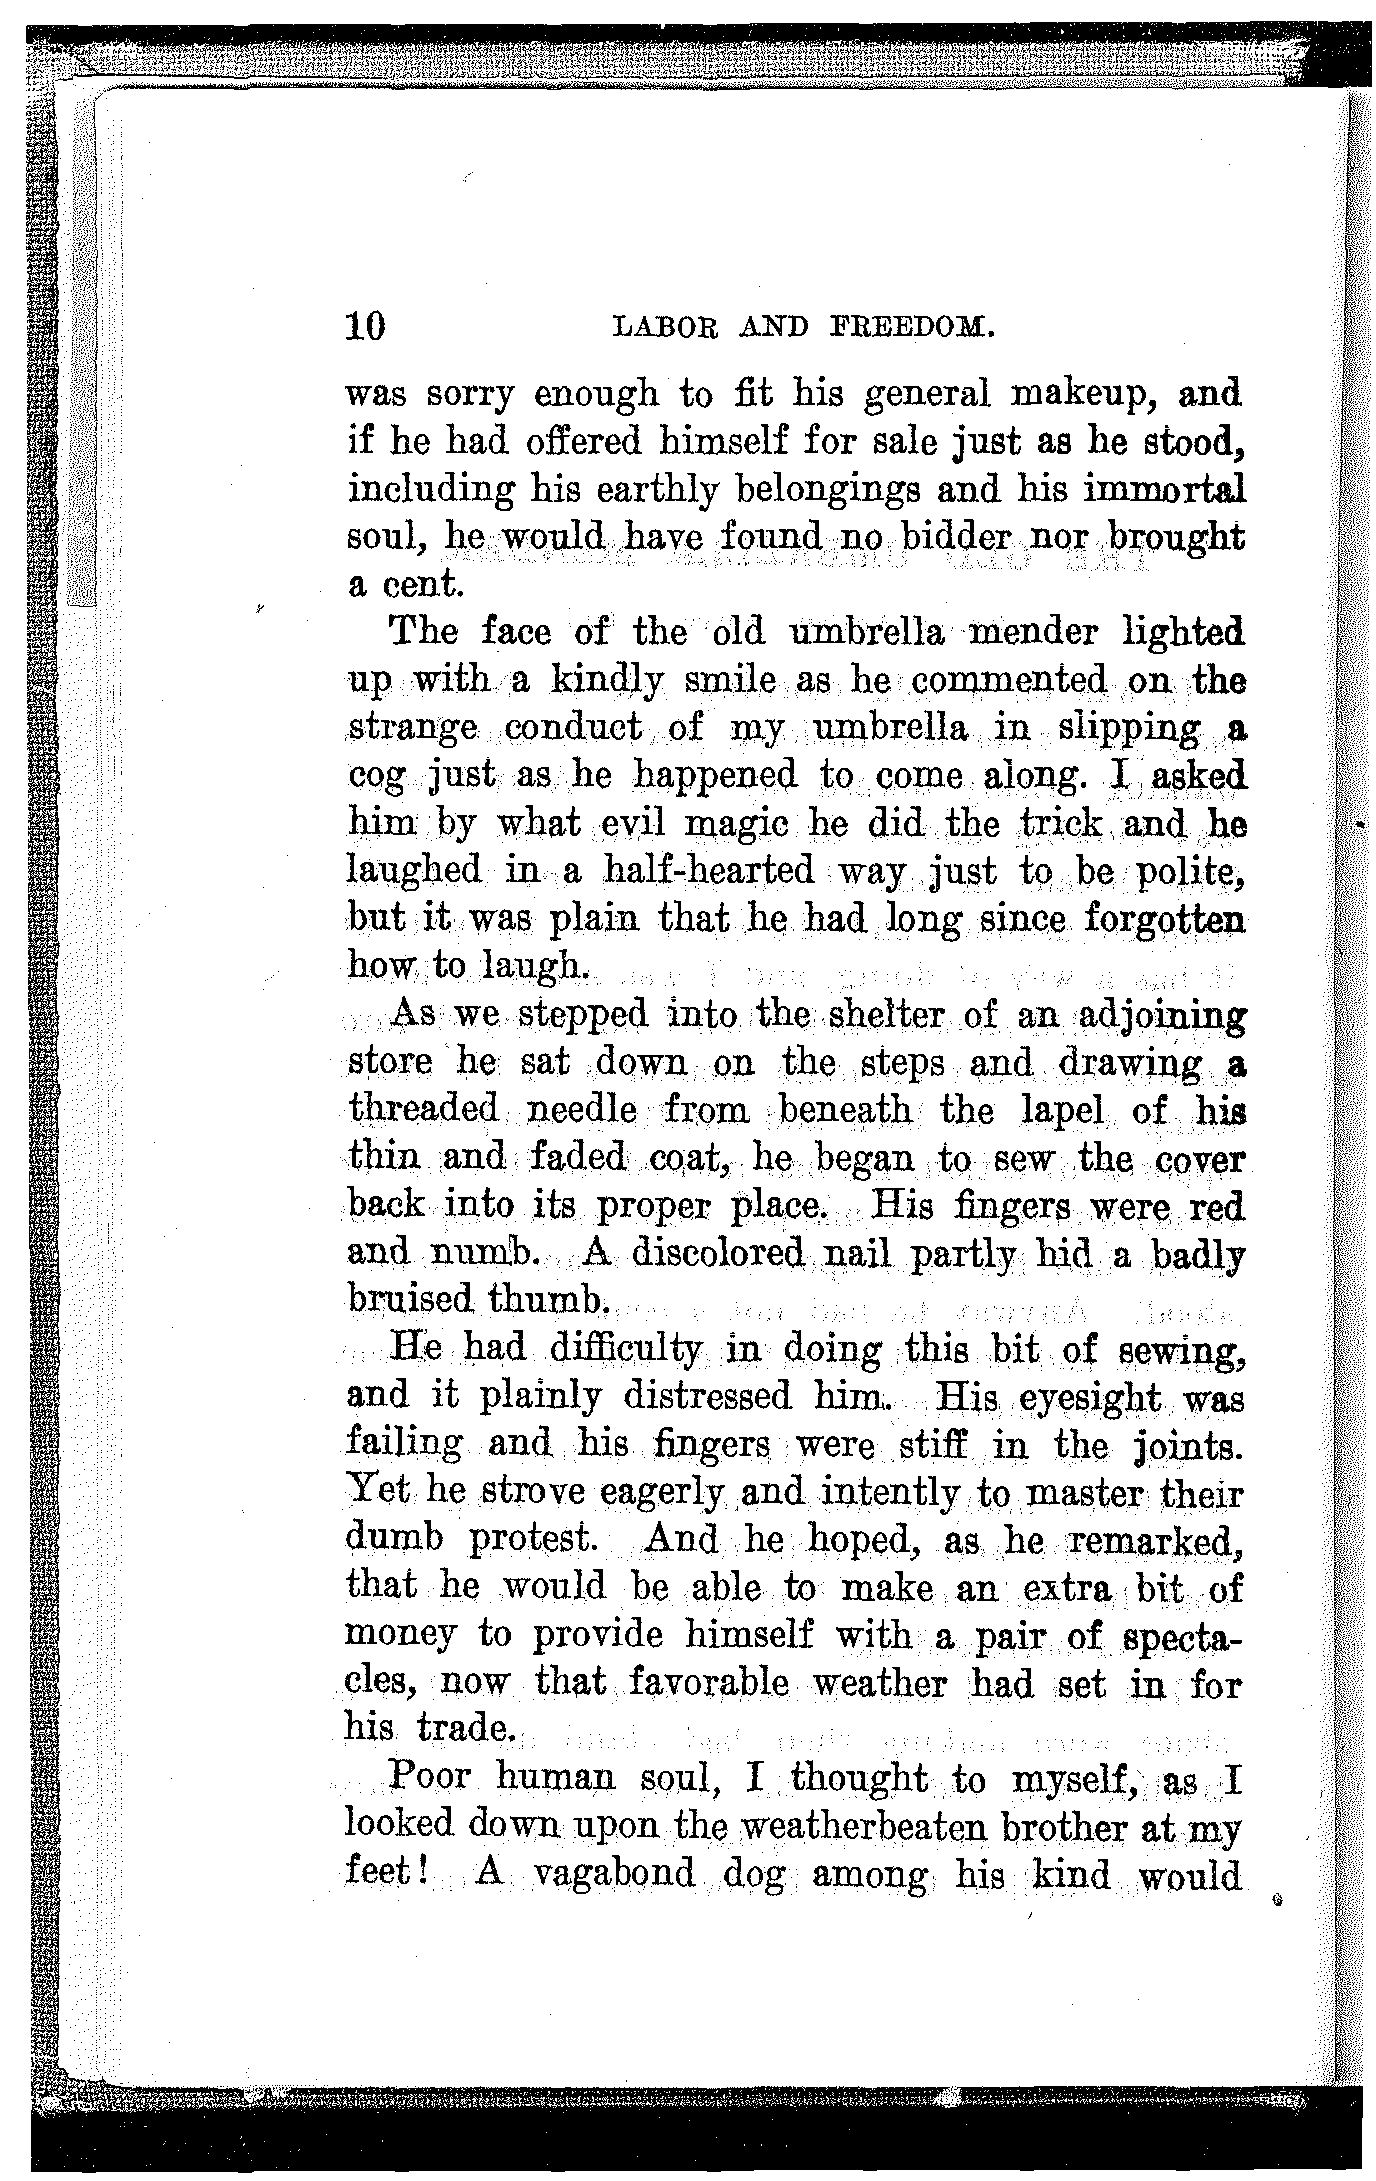 10 LABOR AND FREEDOM.
was sorry enough to fit his general makeup, and
if he had offered himself for sale just as he stood,
including his earthly belongings and his immortal
soul, he would have found no bidder nor brought
a cent.
The face of the old umbrella mender lighted
up with a kindly smile as he commented on the
strange conduct of my umbrella in slipping a
cog just as he happened to come along. I asked
him by what evil magic he did the trick and he
laughed in a half-hearted way just to be polite,
but it was plain that he had long since forgotten
how to laugh.
As we stepped into the shelter of an adjoining
store he sat down on the steps and drawing a
threaded needle from beneath the lapel of his
thin and faded coat, he began to sew the cover
back into its proper place. His fingers were red
and numb. A discolored nail partly hid a badly
bruised thumb.
He had difficulty in doing this bit of sewing,
and it plainly distressed him. His eyesight was
failing and his fingers were stiff in the joints.
Yet he strove eagerly and intently to master their
dumb protest. And he hoped, as he remarked,
that he would be able to make an extra bit of
money to provide himself with a pair of specta-
cles, now that favorable weather had set in for
his trade.
Poor human soul, I thought to myself, as I
looked down upon the weatherbeaten brother at my
feet! A vagabond dog among his kind would